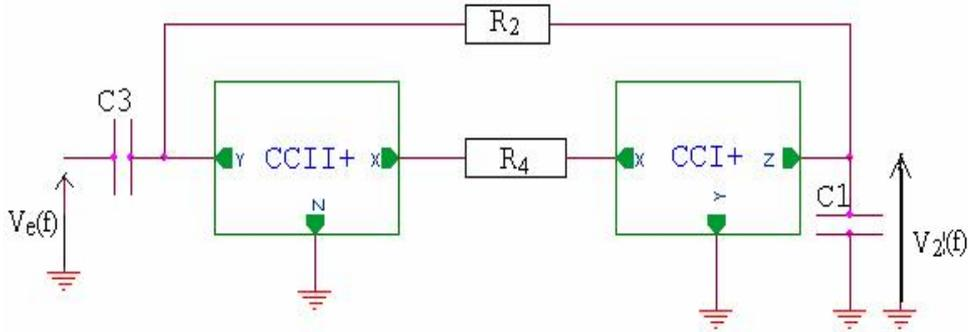 R2
C3
Y CCII+ X
R4
X CCI+ Z
Z
Y
C1
Ve(f)
V2'(f)